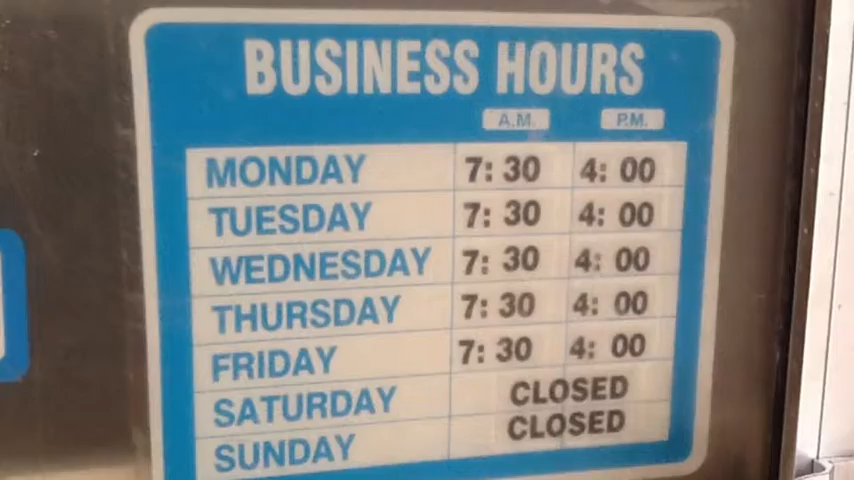 BUSINESS HOURS
A.M. P.M.
MONDAY 7: 30 4: 00
TUESDAY 7: 30 4: 00
WEDNESDAY 7: 30 4: 00
THURSDAY 7: 30 4: 00
FRIDAY 7: 30 4: 00
SATURDAY CLOSED
SUNDAY CLOSED